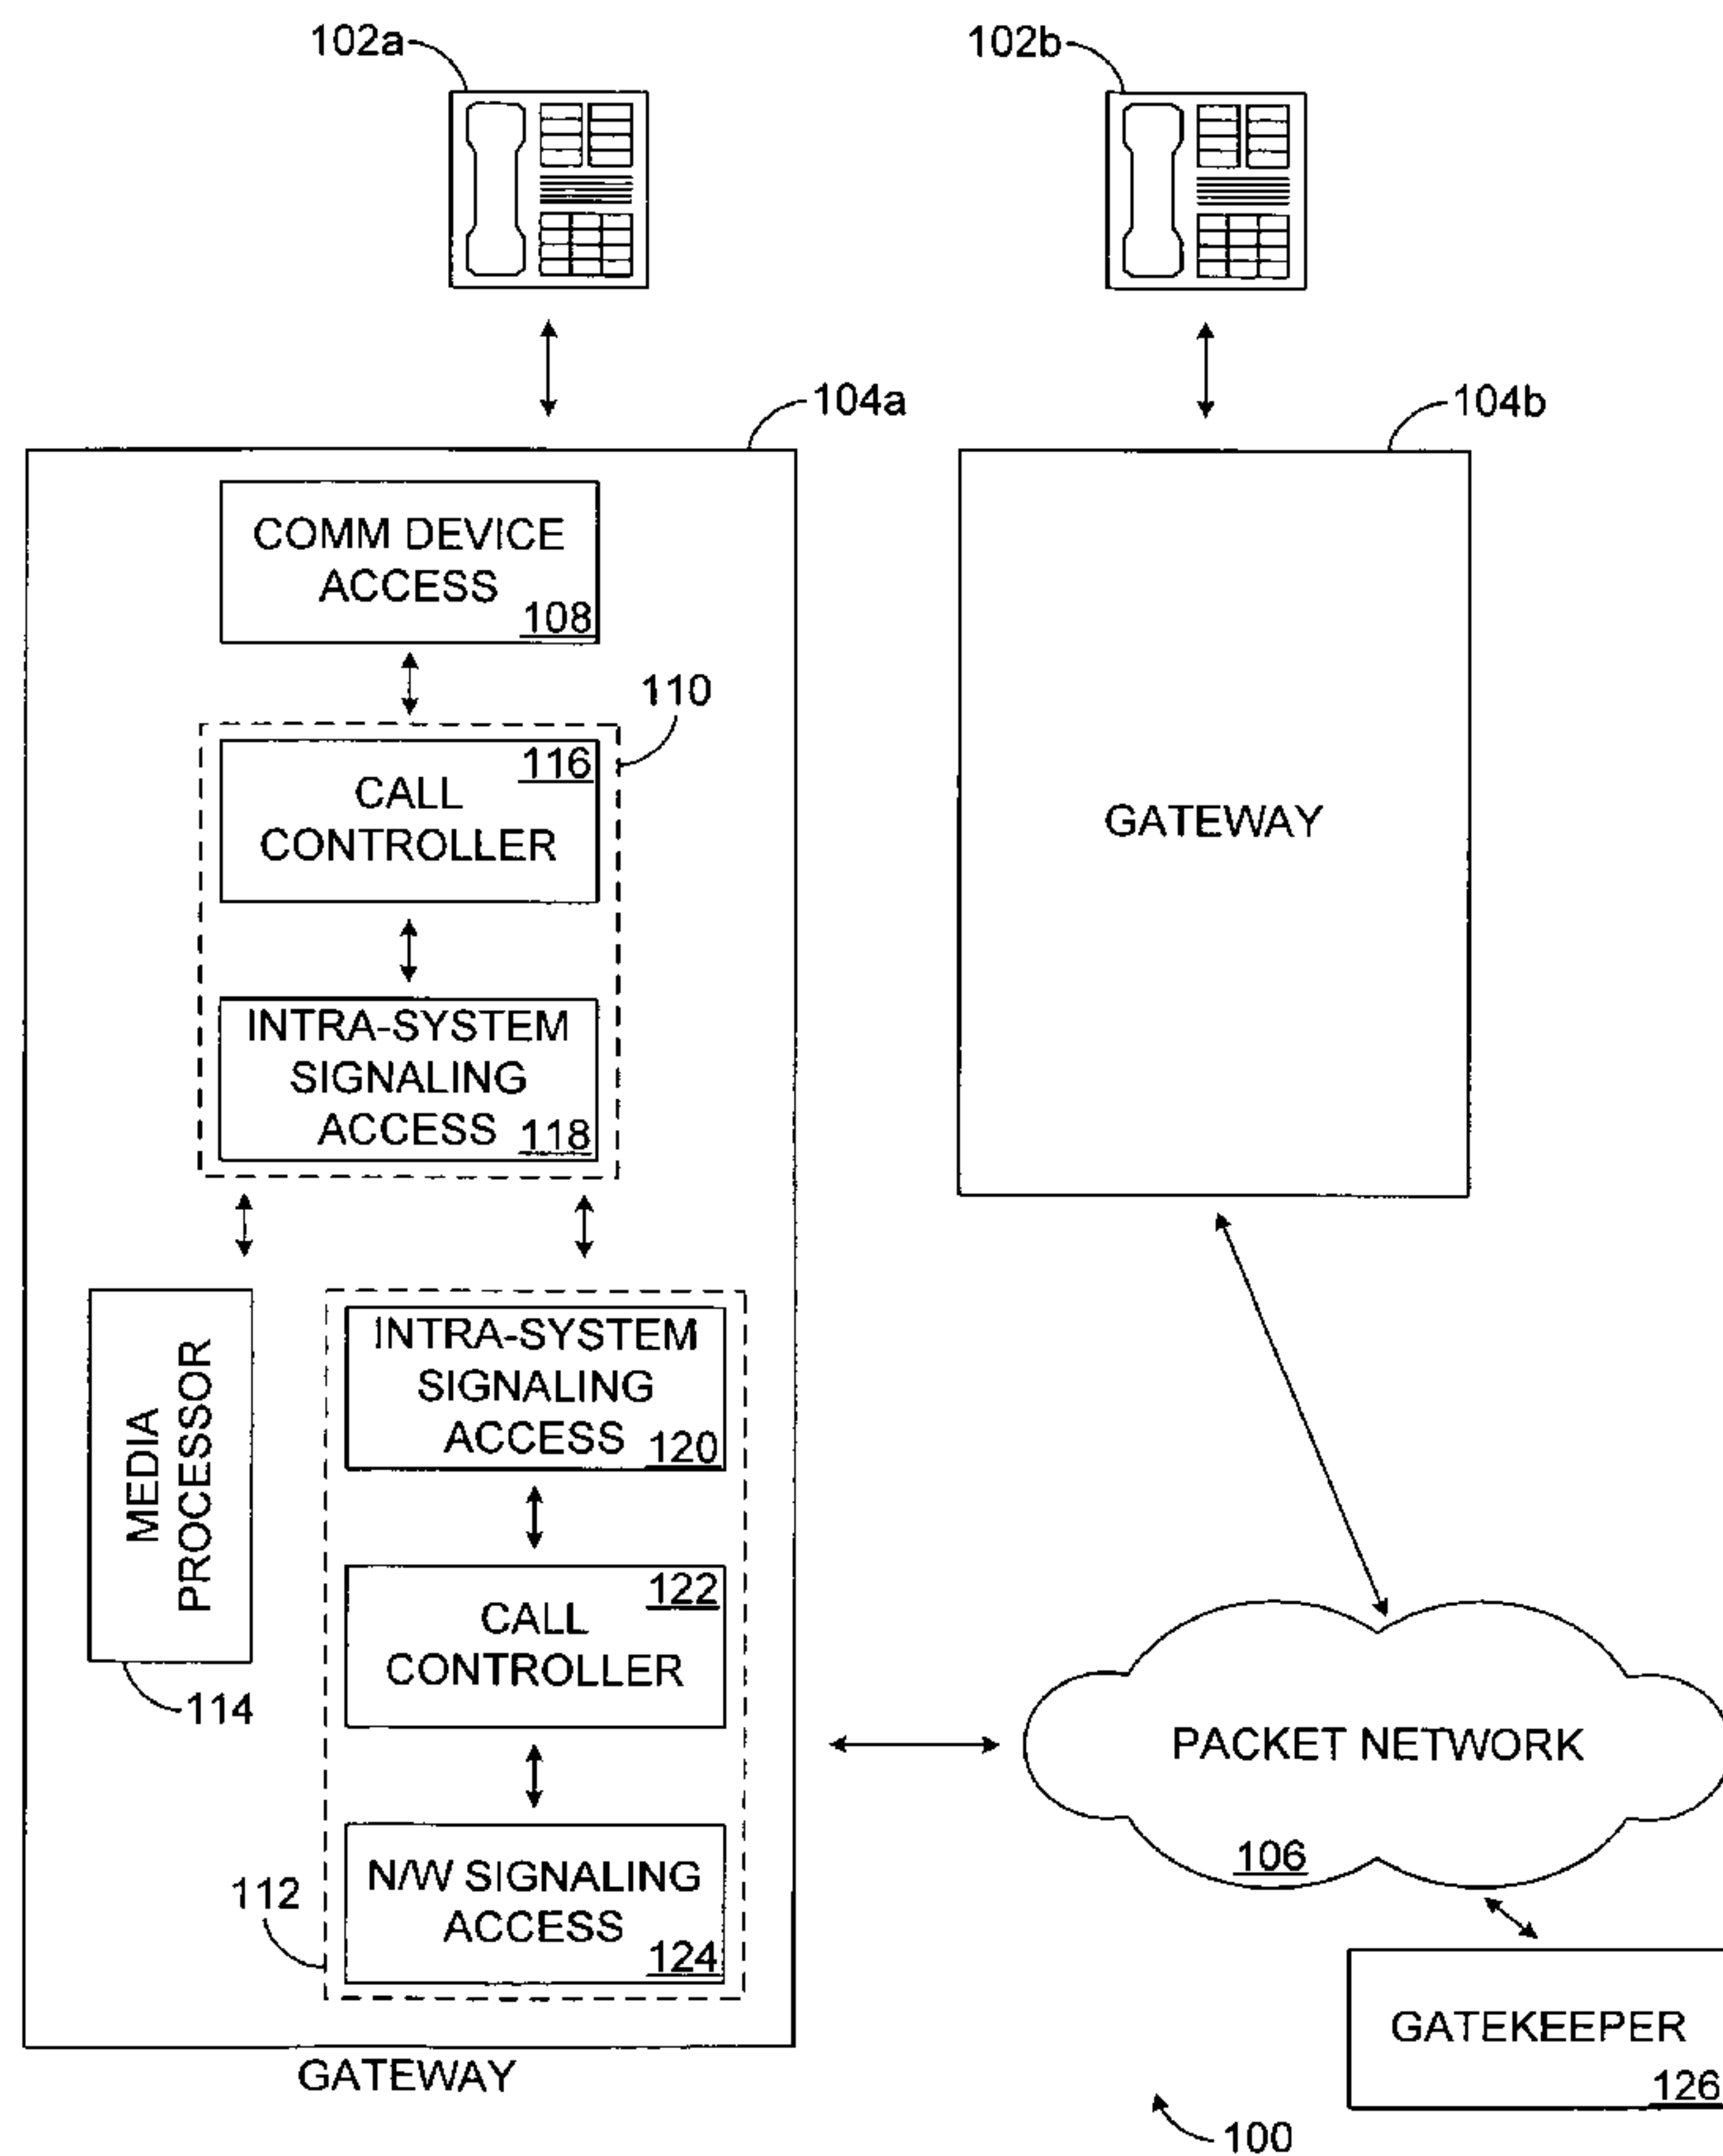 102a
102b
104a
104b
COMM DEVICE
ACCESS
108
110
116
CALL
CONTROLLER
INTRA-SYSTEM
SIGNALING
ACCESS 118
GATEWAY
MEDIA
PROCESSOR
114
INTRA-SYSTEM
SIGNALING
ACCESS 120
122
CALL
CONTROLLER
112
N/W SIGNALING
ACCESS
124
GATEWAY
PACKET NETWORK
106
GATEKEEPER
126
100